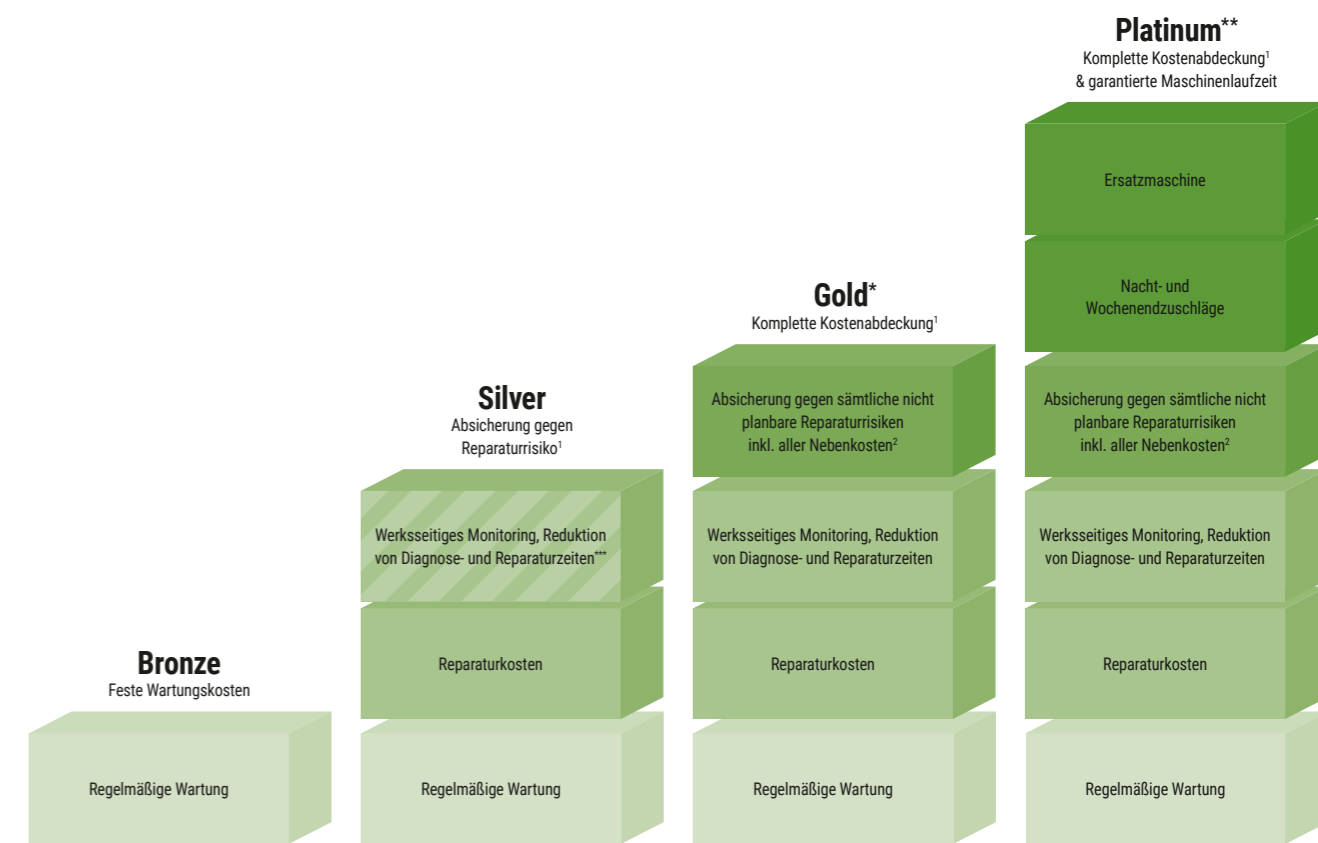 Bronze
Feste Wartungskosten
Regelmäßige Wartung
Silver
Absicherung gegen
Reparaturrisiko¹
Werksseitiges Monitoring, Reduktion
von Diagnose- und Reparaturzeiten***
Reparaturkosten
Regelmäßige Wartung
Gold*
Komplette Kostenabdeckung¹
Absicherung gegen sämtliche nicht
planbare Reparaturrisiken
inkl. aller Nebenkosten²
Werksseitiges Monitoring, Reduktion
von Diagnose- und Reparaturzeiten
Reparaturkosten
Regelmäßige Wartung
Platinum**
Komplette Kostenabdeckung¹
& garantierte Maschinenlaufzeit
Ersatzmaschine
Nacht- und
Wochenendzuschläge
Absicherung gegen sämtliche nicht
planbare Reparaturrisiken
inkl. aller Nebenkosten²
Werksseitiges Monitoring, Reduktion
von Diagnose- und Reparaturzeiten
Reparaturkosten
Regelmäßige Wartung